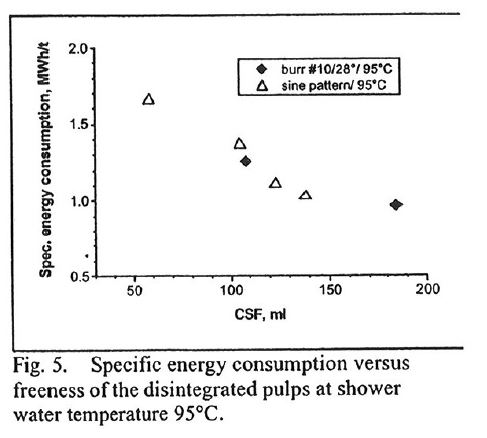 2.0
1.5
1.0
0.5
Spec. energy consumption, MWh/t
burr #10/28°/ 95°C
sine pattern/ 95°C
50
100
150
200
CSF, ml
Fig. 5. Specific energy consumption versus
freeness of the disintegrated pulps at shower
water temperature 95°C.